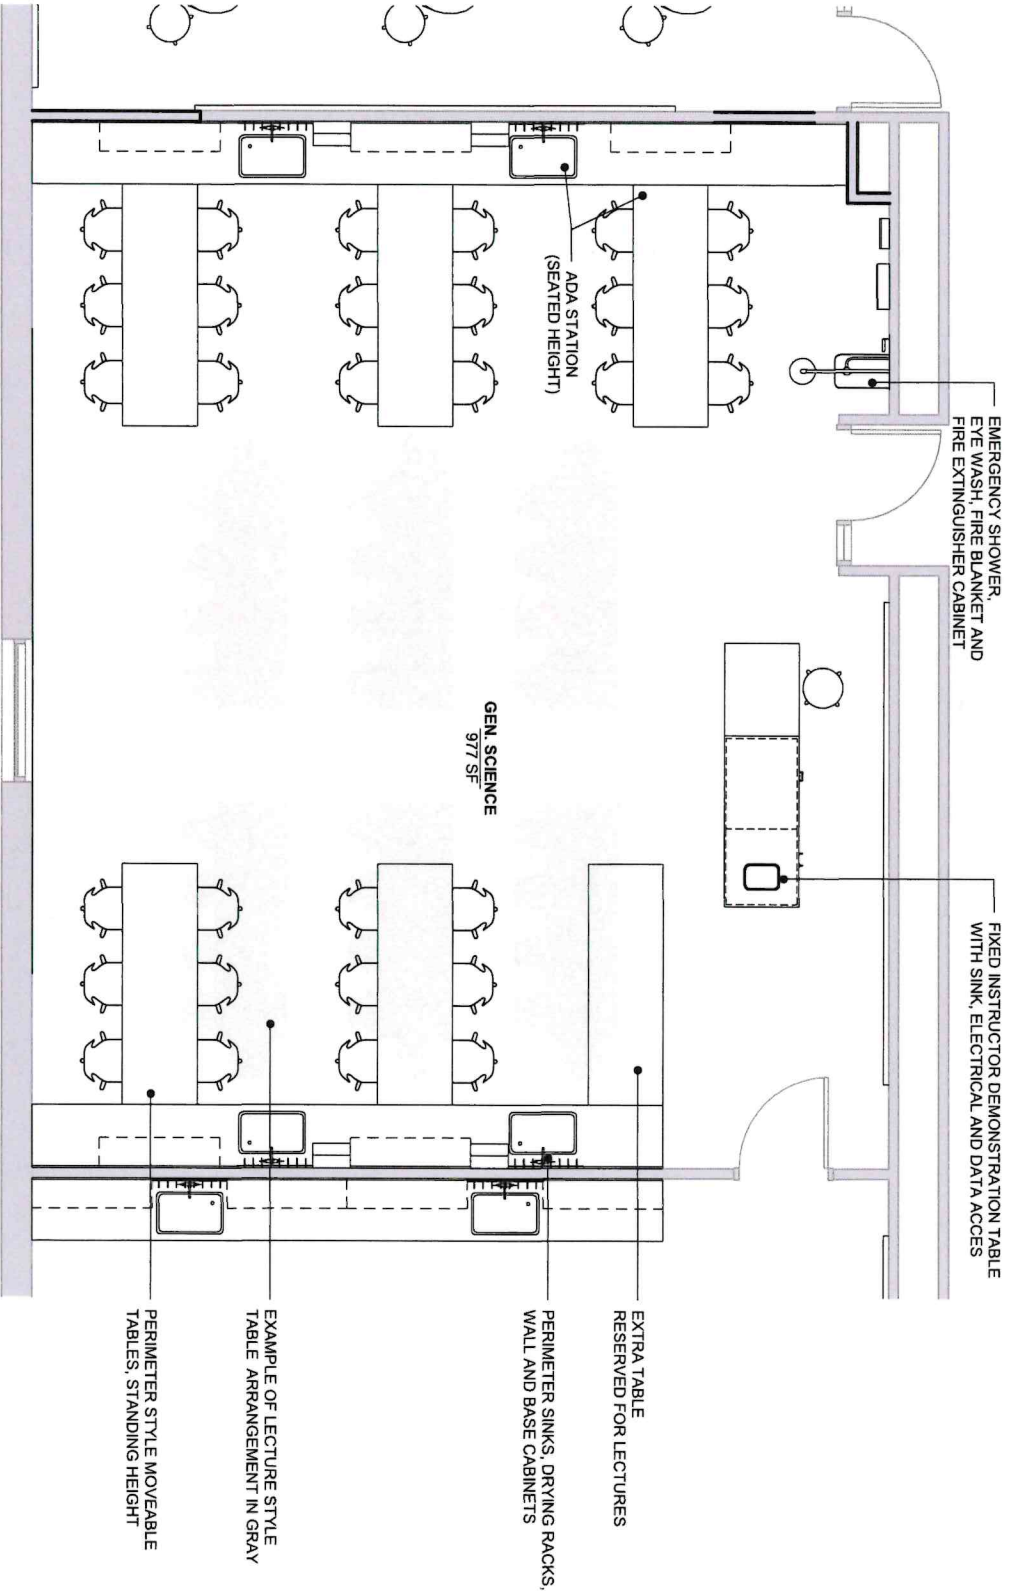 EMERGENCY SHOWER,
EYE WASH, FIRE BLANKET AND
FIRE EXTINGUISHER CABINET
FIXED INSTRUCTOR DEMONSTRATION TABLE
WITH SINK, ELECTRICAL AND DATA ACCES
ADA STATION
(SEATED HEIGHT)
GEN. SCIENCE
977 SF
EXTRA TABLE
RESERVED FOR LECTURES
PERIMETER SINKS, DRYING RACKS,
WALL AND BASE CABINETS
EXAMPLE OF LECTURE STYLE
TABLE ARRANGEMENT IN GRAY
PERIMETER STYLE MOVEABLE
TABLES, STANDING HEIGHT